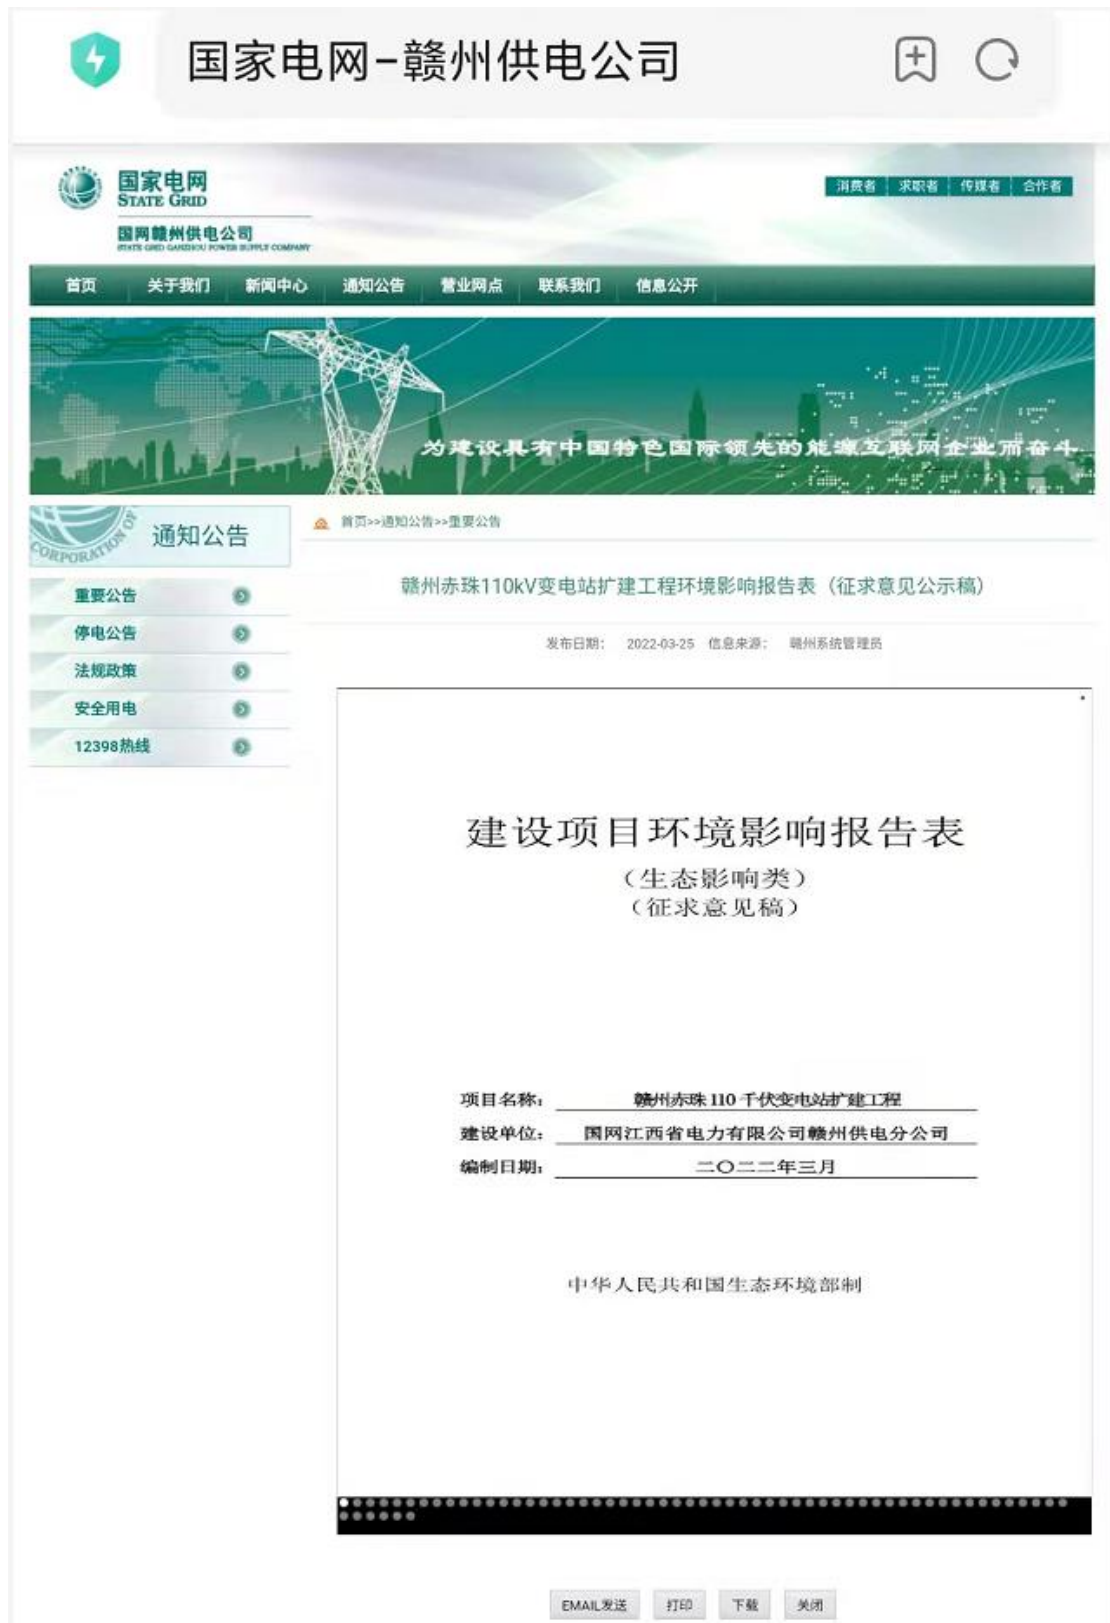 国家电网-赣州供电公司
国家电网
STATE GRID
国网赣州供电公司
STATE GRID GANZHOU POWER SUPPLY COMPANY
消费者 求职者 传媒者 合作者
首页 关于我们 新闻中心 通知公告 营业网点 联系我们 信息公开
为建设具有中国特色国际领先的能源互联网企业而奋斗
CORPORATION OF
通知公告
首页>>通知公告>>重要公告
重要公告
停电公告
法规政策
安全用电
12398热线
赣州赤珠110kV变电站扩建工程环境影响报告表（征求意见公示稿）
发布日期： 2022-03-25 信息来源： 赣州系统管理员
建设项目环境影响报告表
（生态影响类）
（征求意见稿）
项目名称： 赣州赤珠 110 千伏变电站扩建工程
建设单位： 国网江西省电力有限公司赣州供电分公司
编制日期： 二〇二二年三月
中华人民共和国生态环境部制
EMAIL发送 打印 下载 关闭